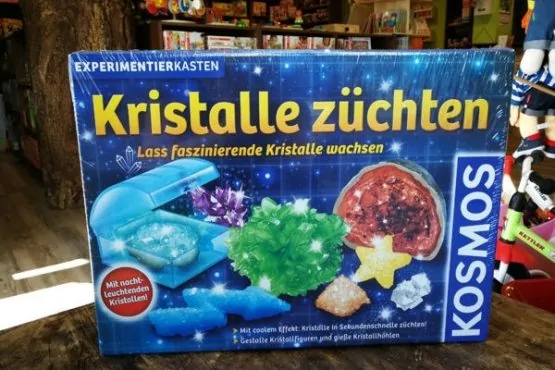 EXPERIMENTIERKASTEN
Kristalle züchten
Lass faszinierende Kristalle wachsen
Mit nacht-
leuchtenden
Kristallen!
▸ Mit coolem Effekt: Kristalle in Sekundenschnelle züchten!
▸ Gestalte Kristallfiguren und gieße Kristallhöhlen
KOSMOS
KETTLER